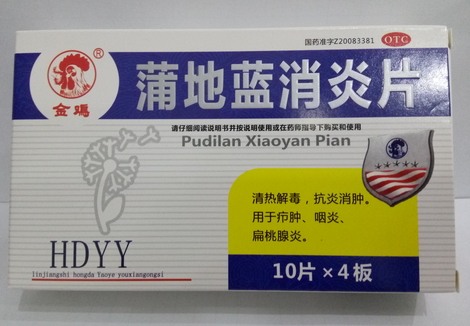 国药准字Z20083381
OTC
金鸡
蒲地蓝消炎片
请仔细阅读说明书并按说明使用或在药师指导下购买和使用
Pudilan Xiaoyan Pian
清热解毒，抗炎消肿。
用于疖肿、咽炎、
扁桃腺炎。
HDYY
linjiangshi hongda Yaoye youxiangongsi
10片×4板